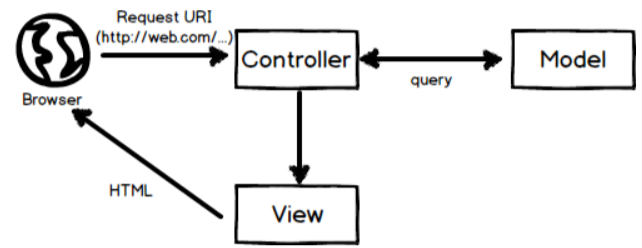 Request URI
(http://web.com/...)
Controller
Model
query
Browser
HTML
View